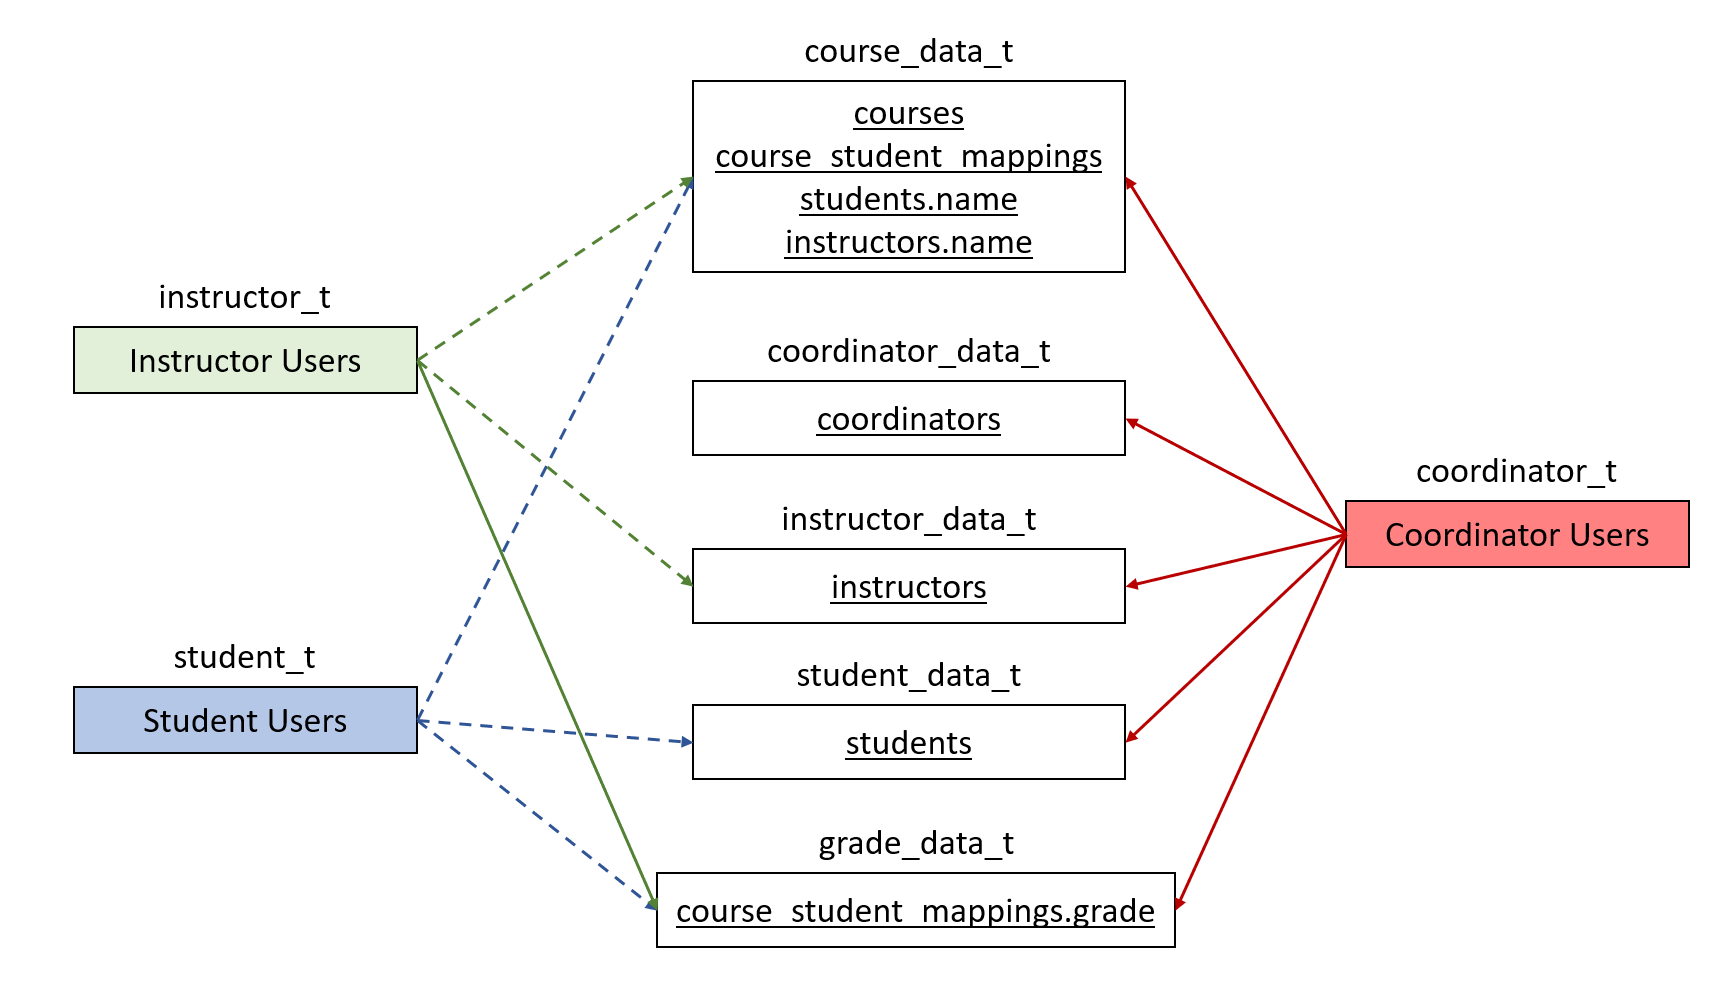 course_data_t
courses
course_student_mappings
students.name
instructors.name
instructor_t
Instructor Users
coordinator_data_t
coordinators
coordinator_t
Coordinator Users
instructor_data_t
instructors
student_t
Student Users
student_data_t
students
grade_data_t
course_student_mappings.grade